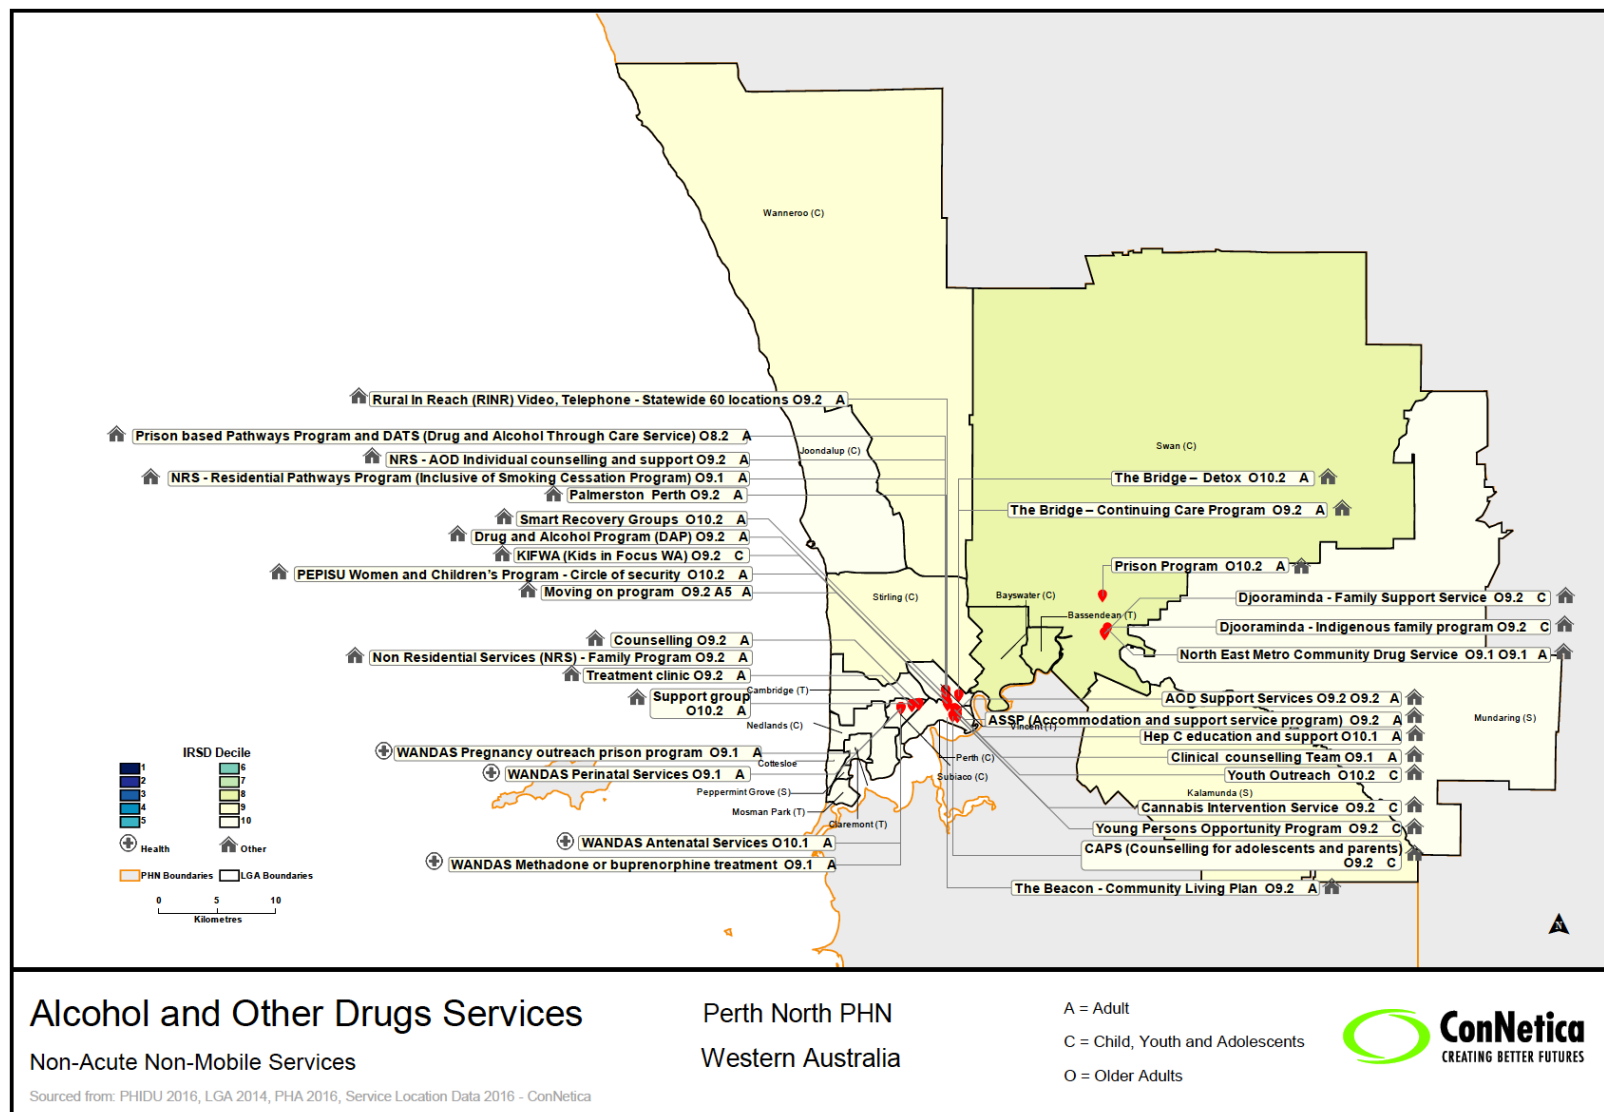 Wanneroo (C)
Rural In Reach (RINR) Video, Telephone - Statewide 60 locations O9.2 A
Prison based Pathways Program and DATS (Drug and Alcohol Through Care Service) O8.2 A
Joondalup (C)
Swan (C)
NRS - AOD Individual counselling and support O9.2 A
NRS - Residential Pathways Program (Inclusive of Smoking Cessation Program) O9.1 A
The Bridge – Detox O10.2 A
Palmerston Perth O9.2 A
The Bridge – Continuing Care Program O9.2 A
Smart Recovery Groups O10.2 A
Drug and Alcohol Program (DAP) O9.2 A
KIFWA (Kids in Focus WA) O9.2 C
Prison Program O10.2 A
PEPISU Women and Children's Program - Circle of security O10.2 A
Moving on program O9.2 A5 A
Stirling (C)
Bayswater (C)
Djooraminda - Family Support Service O9.2 C
Bassendean (T)
Djooraminda - Indigenous family program O9.2 C
Counselling O9.2 A
Non Residential Services (NRS) - Family Program O9.2 A
North East Metro Community Drug Service O9.1 O9.1 A
Treatment clinic O9.2 A
Cambridge (T)
Support group
O10.2 A
AOD Support Services O9.2 O9.2 A
ASSP (Accommodation and support service program) O9.2 A
Mundaring (S)
Nedlands (C)
Vincent (T)
Hep C education and support O10.1 A
WANDAS Pregnancy outreach prison program O9.1 A
Perth (C)
Clinical counselling Team O9.1 A
Cottesloe
WANDAS Perinatal Services O9.1 A
Subiaco (C)
Youth Outreach O10.2 C
Peppermint Grove (S)
Kalamunda (S)
Mosman Park (T)
Cannabis Intervention Service O9.2 C
Claremont (T)
Young Persons Opportunity Program O9.2 C
WANDAS Antenatal Services O10.1 A
CAPS (Counselling for adolescents and parents)
O9.2 C
WANDAS Methadone or buprenorphine treatment O9.1 A
The Beacon - Community Living Plan O9.2 A
IRSD Decile
1 6
2 7
3 8
4 9
5 10
Health Other
PHN Boundaries LGA Boundaries
0 5 10
Kilometres
N
Alcohol and Other Drugs Services
Non-Acute Non-Mobile Services
Sourced from: PHIDU 2016, LGA 2014, PHA 2016, Service Location Data 2016 - ConNetica
Perth North PHN
Western Australia
A = Adult
C = Child, Youth and Adolescents
O = Older Adults
ConNetica
CREATING BETTER FUTURES